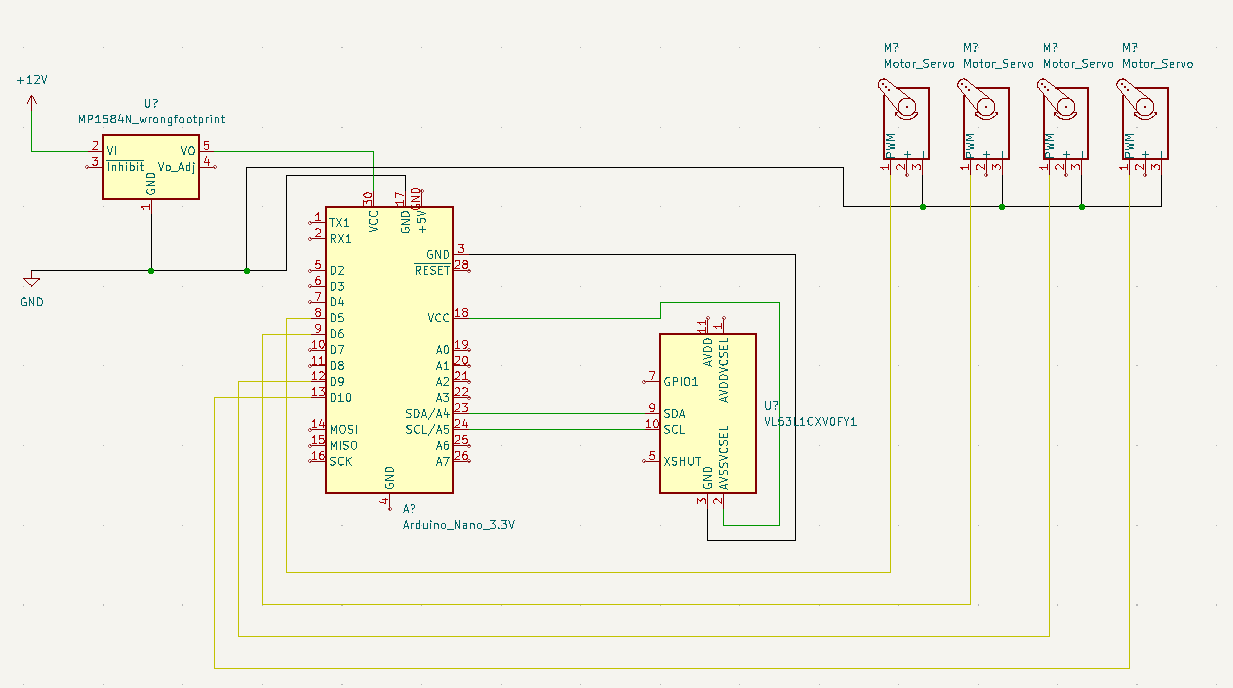 M? M? M? M?
Motor_Servo Motor_Servo Motor_Servo Motor_Servo
+12V
U?
MP1584N_wrongfootprint
PWM + - PWM + - PWM + - PWM + -
1 2 3 1 2 3 1 2 3 1 2 3
2 VI VO 5
3 Inhibit Vo_Adj 4
GND
1
GND
30 17 GND
VCC GND +5V
1 TX1
2 RX1
GND 3
5 D2 RESET 28
6 D3
7 D4
8 D5 VCC 18
9 D6
10 D7 A0 19
11 D8 A1 20
12 D9 A2 21
13 D10 A3 22
SDA/A4 23
14 MOSI SCL/A5 24
15 MISO A6 25
16 SCK A7 26
GND
4
A?
Arduino_Nano_3.3V
11 1
AVDD AVDDVCSEL
7 GPIO1
9 SDA
10 SCL
5 XSHUT
GND AVSSVCSEL
3 2
U?
VL53L1CXV0FY1